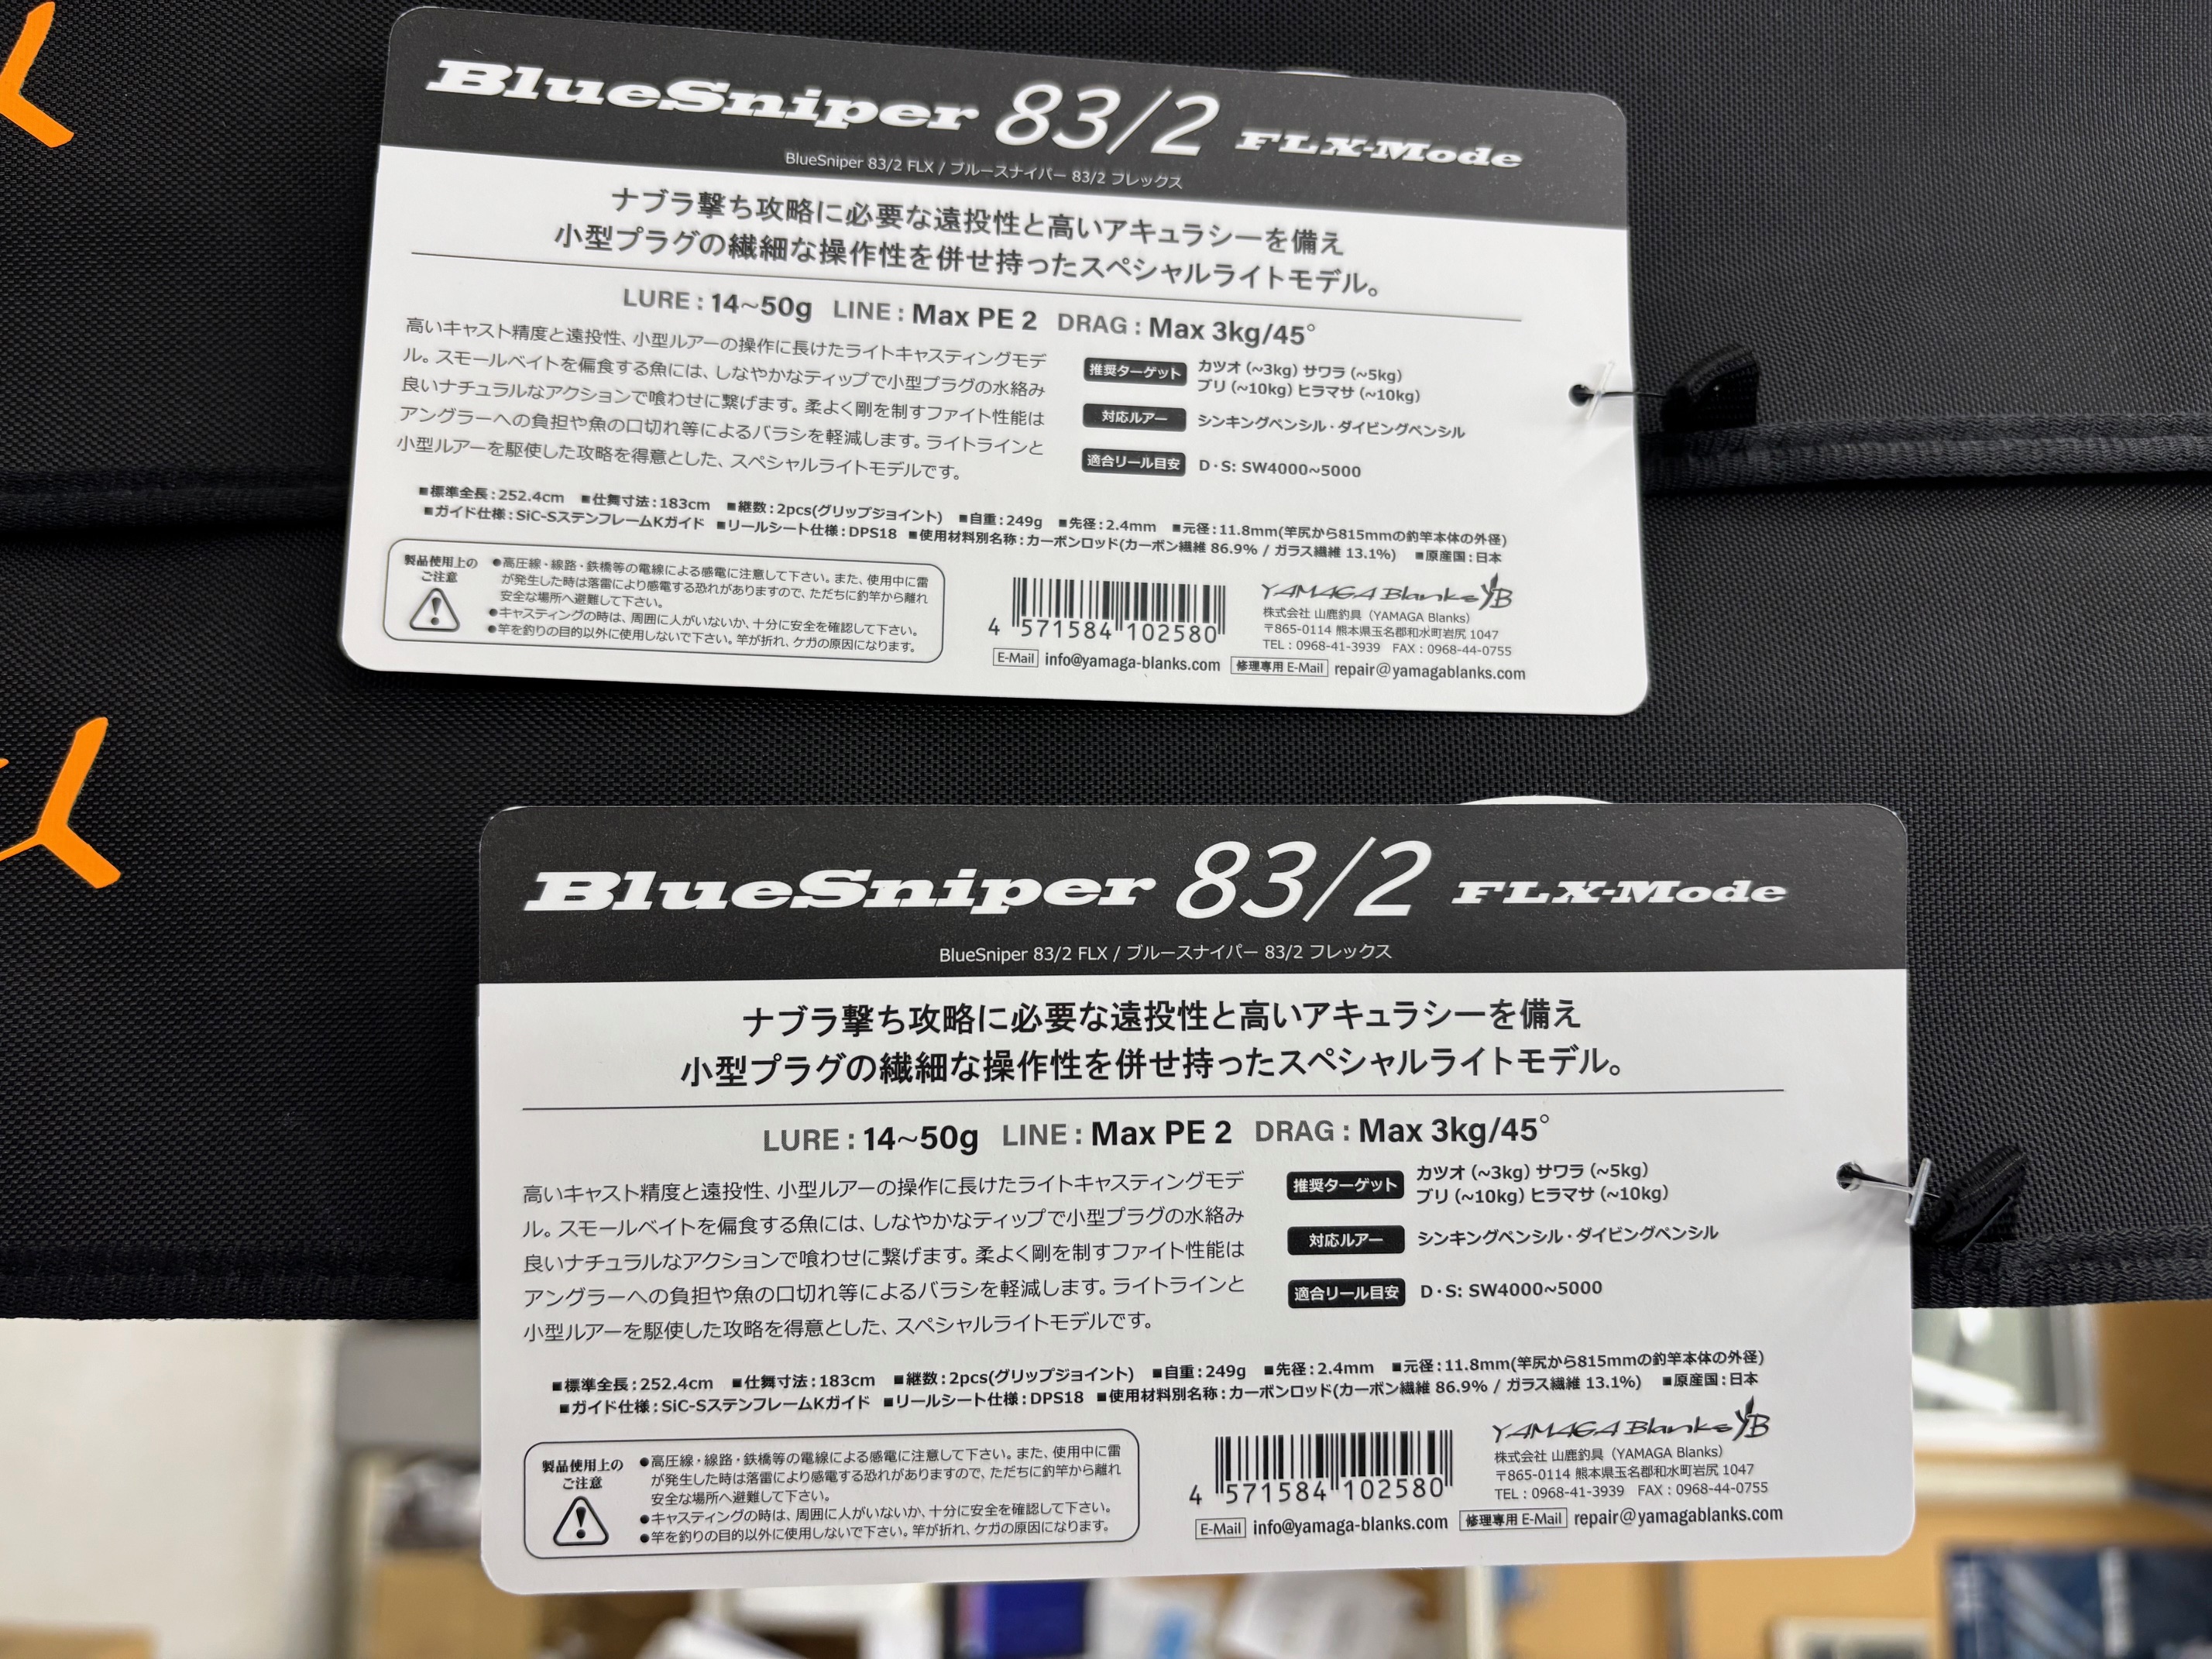 BlueSniper 83/2 FLX-Mode
BlueSniper 83/2 FLX / ブルースナイパー 83/2 フレックス
ナブラ撃ち攻略に必要な遠投性と高いアキュラシーを備え
小型プラグの繊細な操作性を併せ持ったスペシャルライトモデル。
LURE : 14~50g LINE : Max PE 2 DRAG : Max 3kg/45°
高いキャスト精度と遠投性、小型ルアーの操作に長けたライトキャスティングモデ
ル。スモールベイトを偏食する魚には、しなやかなティップで小型プラグの水絡み
良いナチュラルなアクションで喰わせに繋げます。柔よく剛を制すファイト性能は
アングラーへの負担や魚の口切れ等によるバラシを軽減します。ライトラインと
小型ルアーを駆使した攻略を得意とした、スペシャルライトモデルです。
推奨ターゲット カツオ（~3kg）サワラ（~5kg）
ブリ（~10kg）ヒラマサ（~10kg）
対応ルアー シンキングペンシル・ダイビングペンシル
適合リール目安 D・S: SW4000~5000
■標準全長:252.4cm ■仕舞寸法:183cm ■継数:2pcs(グリップジョイント) ■自重:249g ■先径:2.4mm ■元径:11.8mm(竿尻から815mmの釣竿本体の外径)
■ガイド仕様:SiC-SステンフレームKガイド ■リールシート仕様:DPS18 ■使用材料別名称:カーボンロッド(カーボン繊維 86.9% / ガラス繊維 13.1%) ■原産国:日本
製品使用上の
ご注意
●高圧線・線路・鉄橋等の電線による感電に注意して下さい。また、使用中に雷
が発生した時は落雷により感電する恐れがありますので、ただちに釣竿から離れ
安全な場所へ避難して下さい。
●キャスティングの時は、周囲に人がいないか、十分に安全を確認して下さい。
●竿を釣りの目的以外に使用しないで下さい。竿が折れ、ケガの原因になります。
4 571584 102580
YAMAGA Blanks YB
株式会社 山鹿釣具（YAMAGA Blanks）
〒865-0114 熊本県玉名郡和水町岩尻 1047
TEL : 0968-41-3939 FAX : 0968-44-0755
E-Mail info@yamaga-blanks.com 修理専用 E-Mail repair@yamagablanks.com
BlueSniper 83/2 FLX-Mode
BlueSniper 83/2 FLX / ブルースナイパー 83/2 フレックス
ナブラ撃ち攻略に必要な遠投性と高いアキュラシーを備え
小型プラグの繊細な操作性を併せ持ったスペシャルライトモデル。
LURE : 14~50g LINE : Max PE 2 DRAG : Max 3kg/45°
高いキャスト精度と遠投性、小型ルアーの操作に長けたライトキャスティングモデ
ル。スモールベイトを偏食する魚には、しなやかなティップで小型プラグの水絡み
良いナチュラルなアクションで喰わせに繋げます。柔よく剛を制すファイト性能は
アングラーへの負担や魚の口切れ等によるバラシを軽減します。ライトラインと
小型ルアーを駆使した攻略を得意とした、スペシャルライトモデルです。
推奨ターゲット カツオ（~3kg）サワラ（~5kg）
ブリ（~10kg）ヒラマサ（~10kg）
対応ルアー シンキングペンシル・ダイビングペンシル
適合リール目安 D・S: SW4000~5000
■標準全長:252.4cm ■仕舞寸法:183cm ■継数:2pcs(グリップジョイント) ■自重:249g ■先径:2.4mm ■元径:11.8mm(竿尻から815mmの釣竿本体の外径)
■ガイド仕様:SiC-SステンフレームKガイド ■リールシート仕様:DPS18 ■使用材料別名称:カーボンロッド(カーボン繊維 86.9% / ガラス繊維 13.1%) ■原産国:日本
製品使用上の
ご注意
●高圧線・線路・鉄橋等の電線による感電に注意して下さい。また、使用中に雷
が発生した時は落雷により感電する恐れがありますので、ただちに釣竿から離れ
安全な場所へ避難して下さい。
●キャスティングの時は、周囲に人がいないか、十分に安全を確認して下さい。
●竿を釣りの目的以外に使用しないで下さい。竿が折れ、ケガの原因になります。
4 571584 102580
YAMAGA Blanks YB
株式会社 山鹿釣具（YAMAGA Blanks）
〒865-0114 熊本県玉名郡和水町岩尻 1047
TEL : 0968-41-3939 FAX : 0968-44-0755
E-Mail info@yamaga-blanks.com 修理専用 E-Mail repair@yamagablanks.com